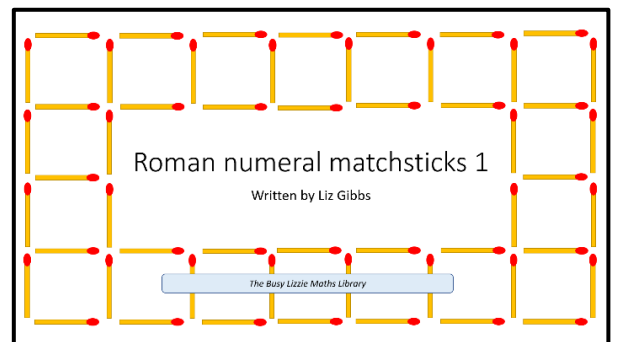 Roman numeral matchsticks 1
Written by Liz Gibbs
The Busy Lizzie Maths Library